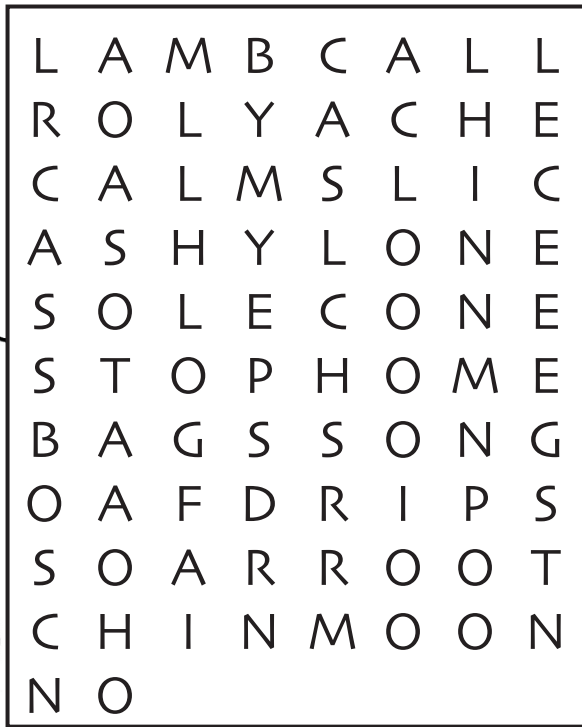 L A M B C A L L
R O L Y A C H E
C A L M S L I C
A S H Y L O N E
S O L E C O N E
S T O P H O M E
B A G S S O N G
O A F D R I P S
S O A R R O O T
C H I N M O O N
N O